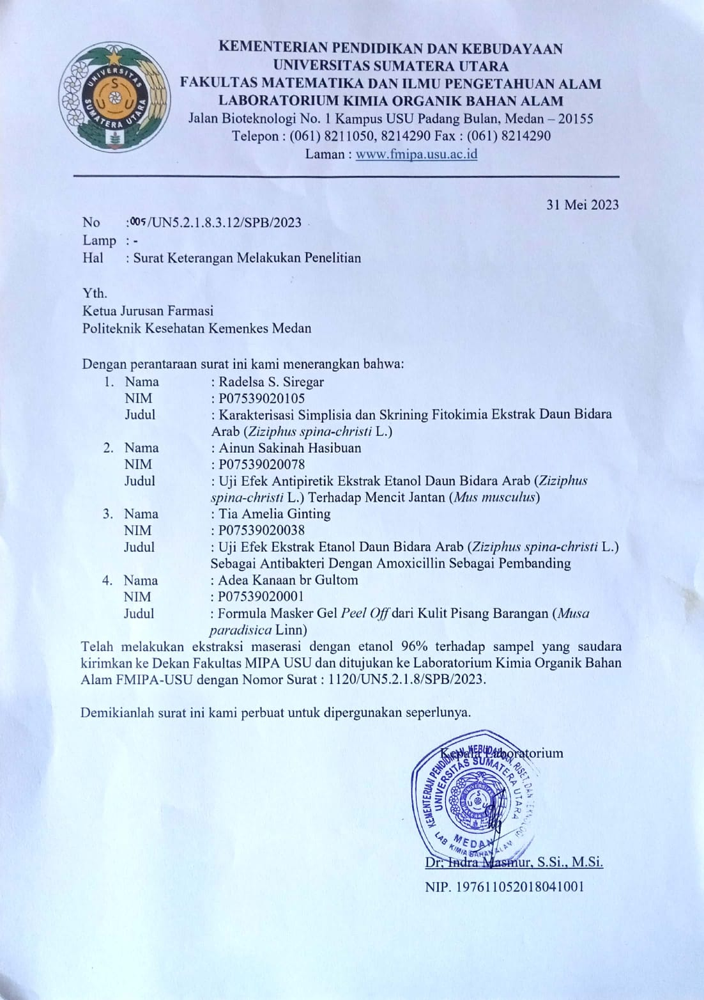 KEMENTERIAN PENDIDIKAN DAN KEBUDAYAAN
UNIVERSITAS SUMATERA UTARA
FAKULTAS MATEMATIKA DAN ILMU PENGETAHUAN ALAM
LABORATORIUM KIMIA ORGANIK BAHAN ALAM
Jalan Bioteknologi No. 1 Kampus USU Padang Bulan, Medan – 20155
Telepon : (061) 8211050, 8214290 Fax : (061) 8214290
Laman : www.fmipa.usu.ac.id
UNIVERSITAS
SUMATERA UTARA
U S U
31 Mei 2023
No :005/UN5.2.1.8.3.12/SPB/2023
Lamp : -
Hal : Surat Keterangan Melakukan Penelitian
Yth.
Ketua Jurusan Farmasi
Politeknik Kesehatan Kemenkes Medan
Dengan perantaraan surat ini kami menerangkan bahwa:
1. Nama : Radelsa S. Siregar
NIM : P07539020105
Judul : Karakterisasi Simplisia dan Skrining Fitokimia Ekstrak Daun Bidara
Arab (Ziziphus spina-christi L.)
2. Nama : Ainun Sakinah Hasibuan
NIM : P07539020078
Judul : Uji Efek Antipiretik Ekstrak Etanol Daun Bidara Arab (Ziziphus
spina-christi L.) Terhadap Mencit Jantan (Mus musculus)
3. Nama : Tia Amelia Ginting
NIM : P07539020038
Judul : Uji Efek Ekstrak Etanol Daun Bidara Arab (Ziziphus spina-christi L.)
Sebagai Antibakteri Dengan Amoxicillin Sebagai Pembanding
4. Nama : Adea Kanaan br Gultom
NIM : P07539020001
Judul : Formula Masker Gel Peel Off dari Kulit Pisang Barangan (Musa
paradisica Linn)
Telah melakukan ekstraksi maserasi dengan etanol 96% terhadap sampel yang saudara
kirimkan ke Dekan Fakultas MIPA USU dan ditujukan ke Laboratorium Kimia Organik Bahan
Alam FMIPA-USU dengan Nomor Surat : 1120/UN5.2.1.8/SPB/2023.
Demikianlah surat ini kami perbuat untuk dipergunakan seperlunya.
Kepala Laboratorium
KEMENTERIAN PENDIDIKAN, KEBUDAYAAN, RISET, DAN TEKNOLOGI
UNIVERSITAS SUMATERA UTARA
MEDAN
LAB KIMIA BAHAN ALAM
Dr. Indra Masmur, S.Si., M.Si.
NIP. 197611052018041001